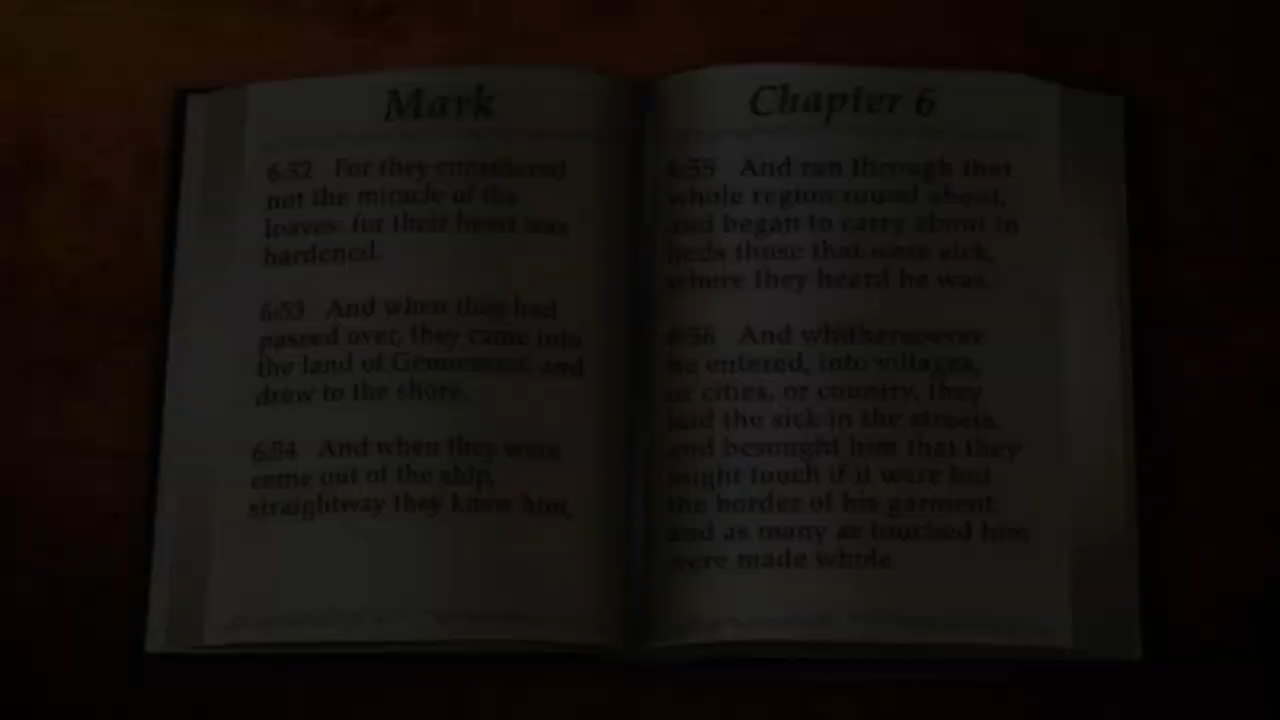 Mark
6:52 For they considered
not the miracle of the
loaves: for their heart was
hardened.
6:53 And when they had
passed over, they came into
the land of Gennesaret, and
drew to the shore.
6:54 And when they were
come out of the ship,
straightway they knew him,
Chapter 6
6:55 And ran through that
whole region round about,
and began to carry about in
beds those that were sick,
where they heard he was.
6:56 And whithersoever
he entered, into villages,
or cities, or country, they
laid the sick in the streets,
and besought him that they
might touch if it were but
the border of his garment:
and as many as touched him
were made whole.